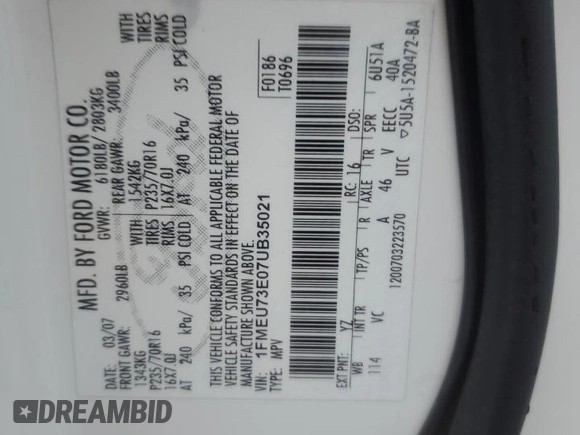 MFD. BY FORD MOTOR CO.
DATE: 03/07 GVWR: 6180LB/ 2803KG
FRONT GAWR: 2960LB REAR GAWR: 3400LB
1343KG WITH 1542KG WITH
P235/70R16 TIRES P235/70R16 TIRES
16X7.0J RIMS 16X7.0J RIMS
AT 240 kPa/ 35 PSI COLD AT 240 kPa/ 35 PSI COLD
THIS VEHICLE CONFORMS TO ALL APPLICABLE FEDERAL MOTOR
VEHICLE SAFETY STANDARDS IN EFFECT ON THE DATE OF
MANUFACTURE SHOWN ABOVE.
VIN: 1FMEU73E07UB35021
TYPE: MPV
F0186
T0696
EXT PNT: YZ RC: 16 DSO:
WB INT TR TP/PS R AXLE TR SPR 6U51A
114 VC A 46 V EECC 40A
1200703223570 UTC ▽5U5A-1520472-BA
DREAMBID